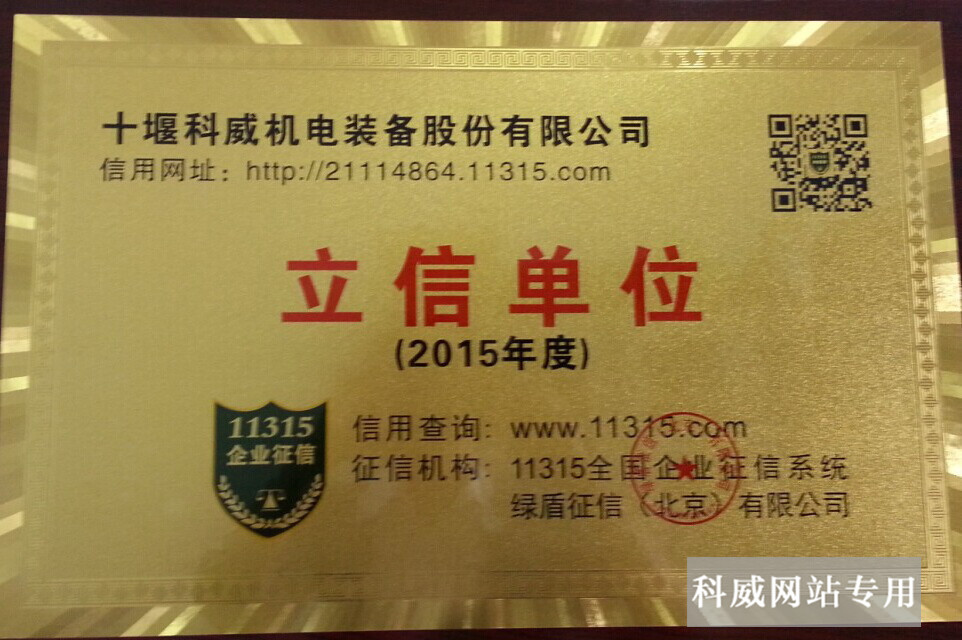 十堰科威机电装备股份有限公司
信用网址：http://21114864.11315.com
立信单位
(2015年度)
11315
企业征信
信用查询：www.11315.com
征信机构：11315全国企业征信系统
绿盾征信（北京）有限公司
科威网站专用